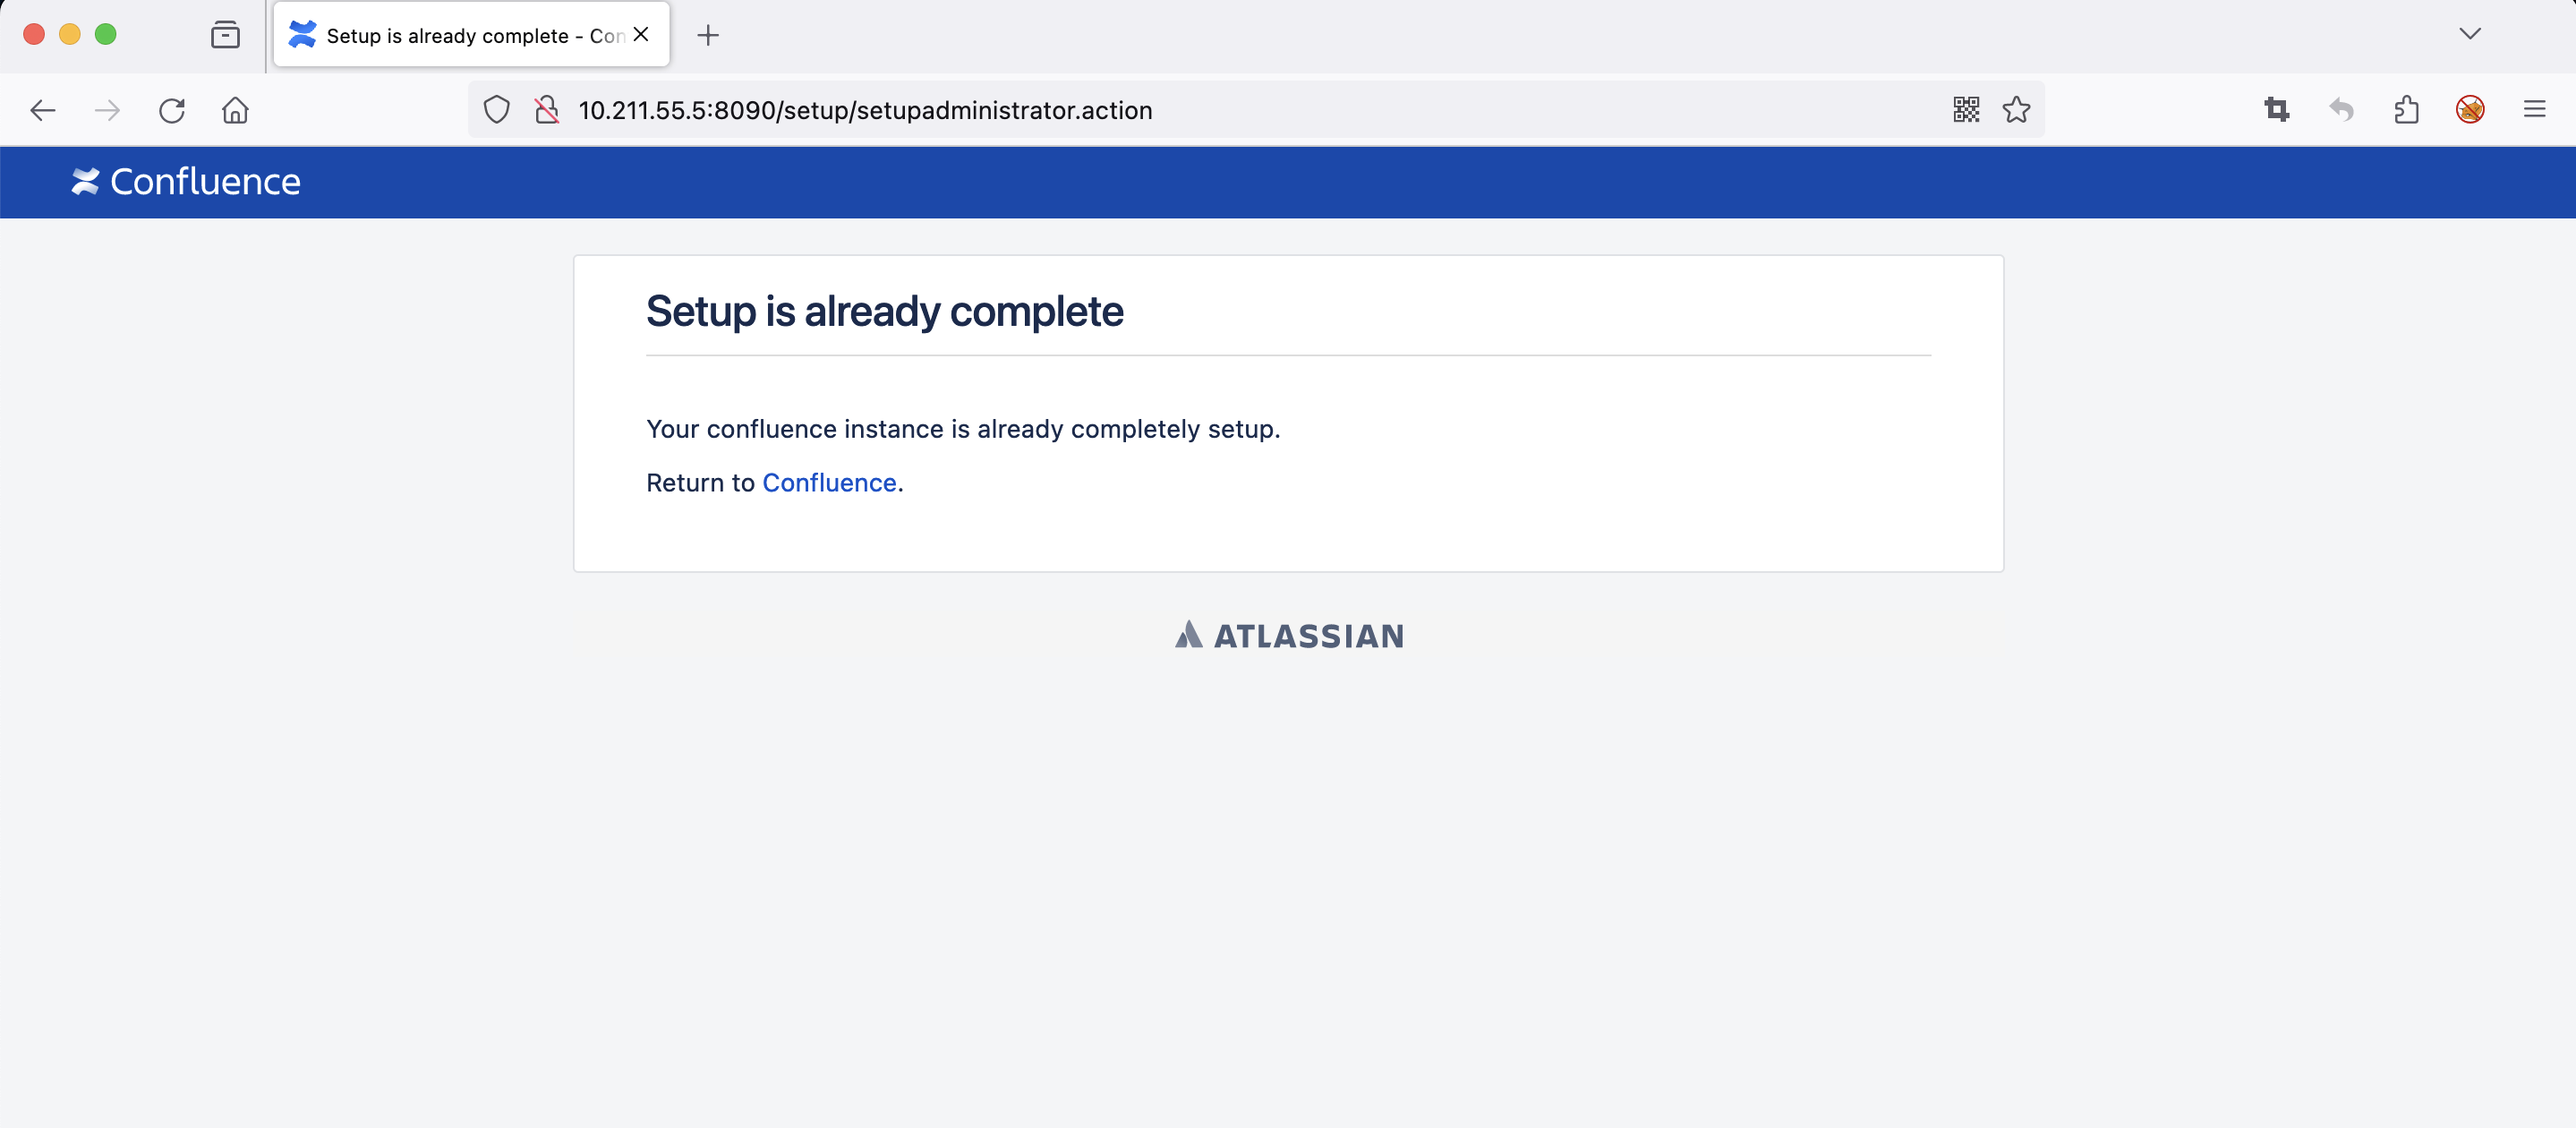 Setup is already complete - Con
10.211.55.5:8090/setup/setupadministrator.action
Confluence
Setup is already complete
Your confluence instance is already completely setup.
Return to Confluence.
ATLASSIAN